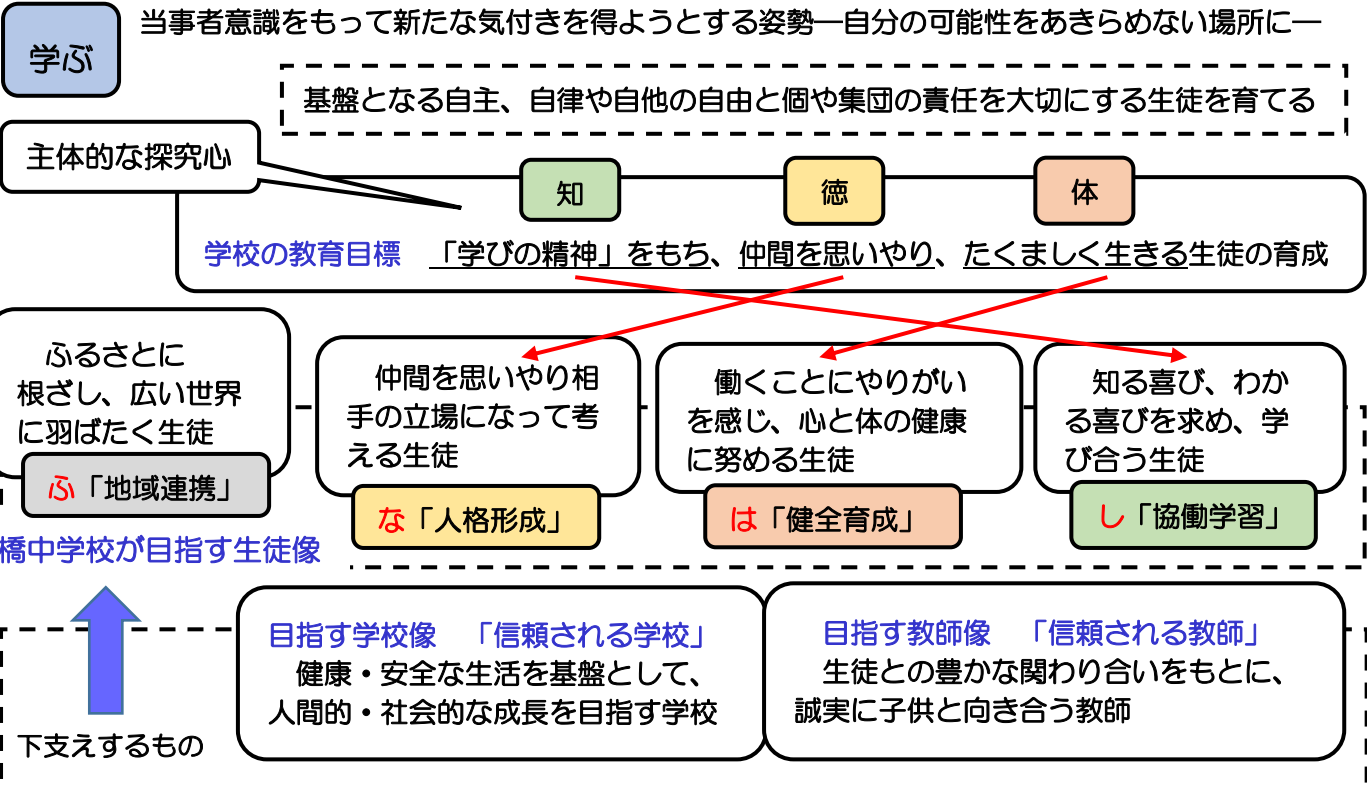 学ぶ
当事者意識をもって新たな気付きを得ようとする姿勢―自分の可能性をあきらめない場所に―
基盤となる自主、自律や自他の自由と個や集団の責任を大切にする生徒を育てる
主体的な探究心
知
徳
体
学校の教育目標 「学びの精神」をもち、仲間を思いやり、たくましく生きる生徒の育成
ふるさとに
根ざし、広い世界
に羽ばたく生徒
ふ「地域連携」
仲間を思いやり相
手の立場になって考
える生徒
な「人格形成」
働くことにやりがい
を感じ、心と体の健康
に努める生徒
は「健全育成」
知る喜び、わか
る喜びを求め、学
び合う生徒
し「協働学習」
橋中学校が目指す生徒像
目指す学校像 「信頼される学校」
健康・安全な生活を基盤として、
人間的・社会的な成長を目指す学校
目指す教師像 「信頼される教師」
生徒との豊かな関わり合いをもとに、
誠実に子供と向き合う教師
下支えするもの